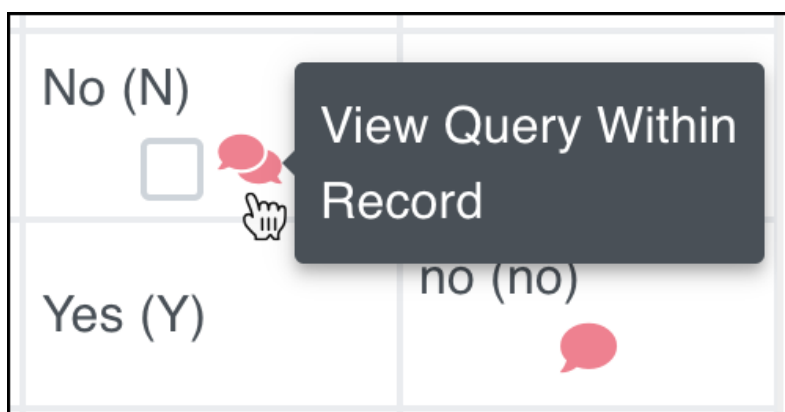 No (N)
View Query Within
Record
no (no)
Yes (Y)